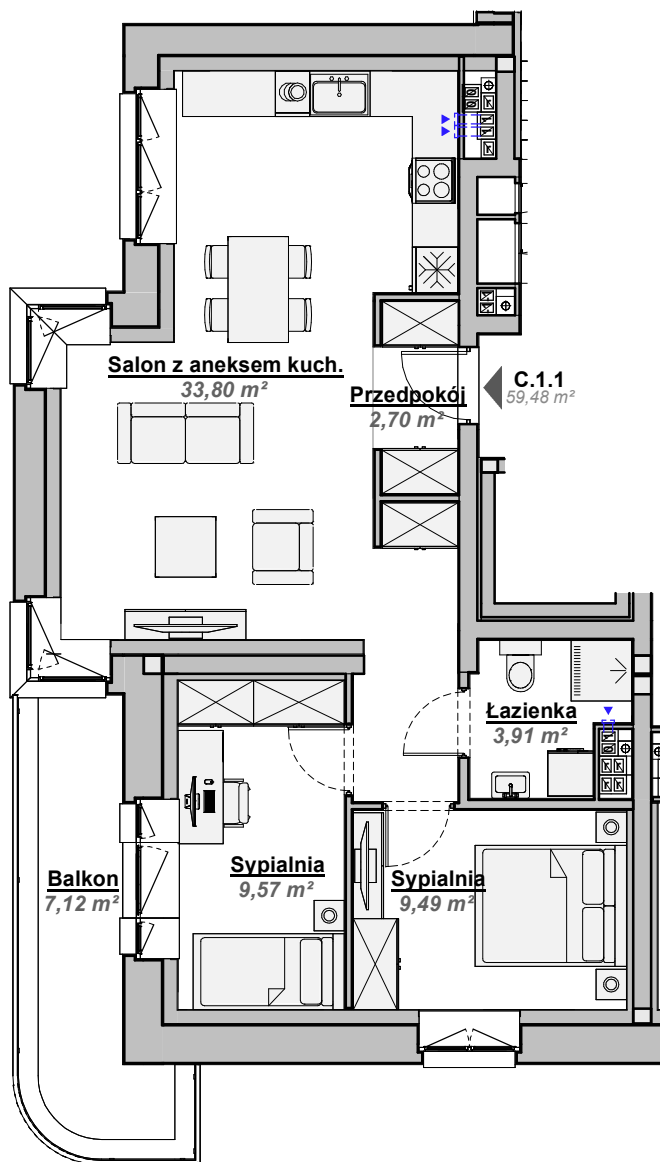 Salon z aneksem kuch.
33,80 m²
Przedpokój
2,70 m²
C.1.1
59,48 m²
Łazienka
3,91 m²
Balkon
7,12 m²
Sypialnia
9,57 m²
Sypialnia
9,49 m²